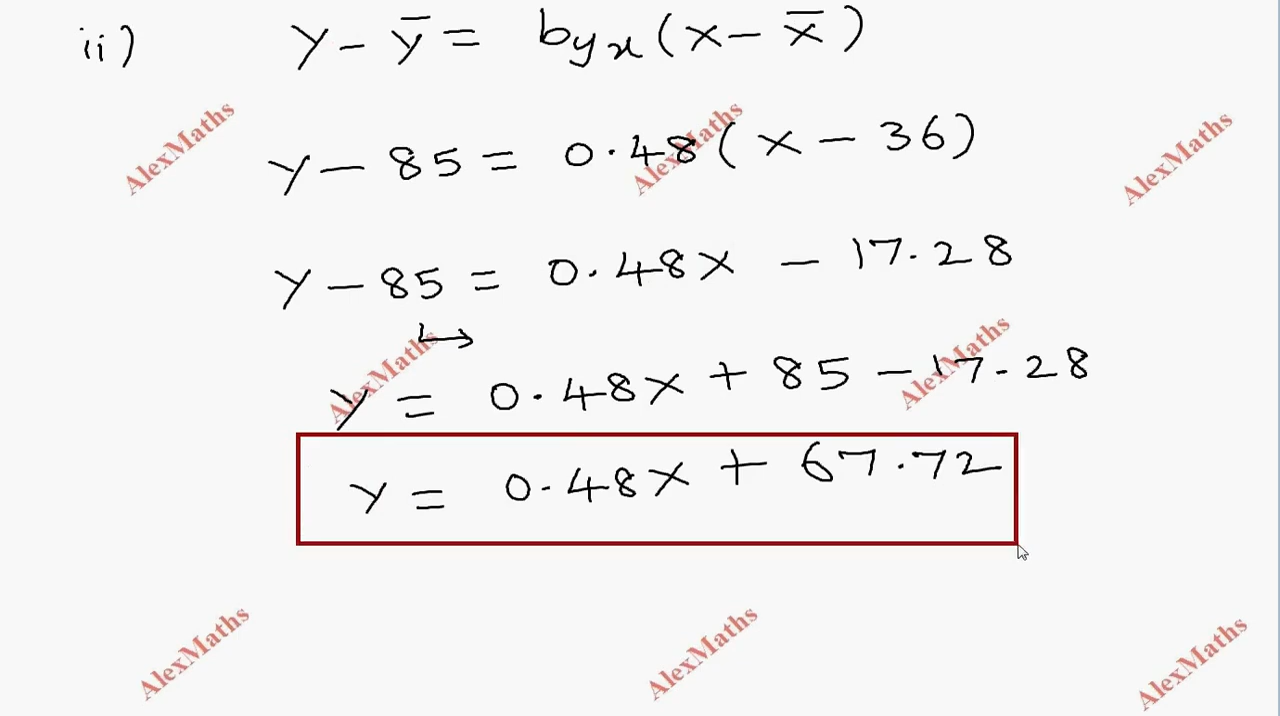 ii) Y - ȳ = byx (x - x̄)
AlexMaths AlexMaths AlexMaths
Y - 85 = 0.48 (x - 36)
Y - 85 = 0.48x - 17.28
AlexMaths AlexMaths
Y = 0.48x + 85 - 17.28
Y = 0.48x + 67.72
AlexMaths AlexMaths AlexMaths